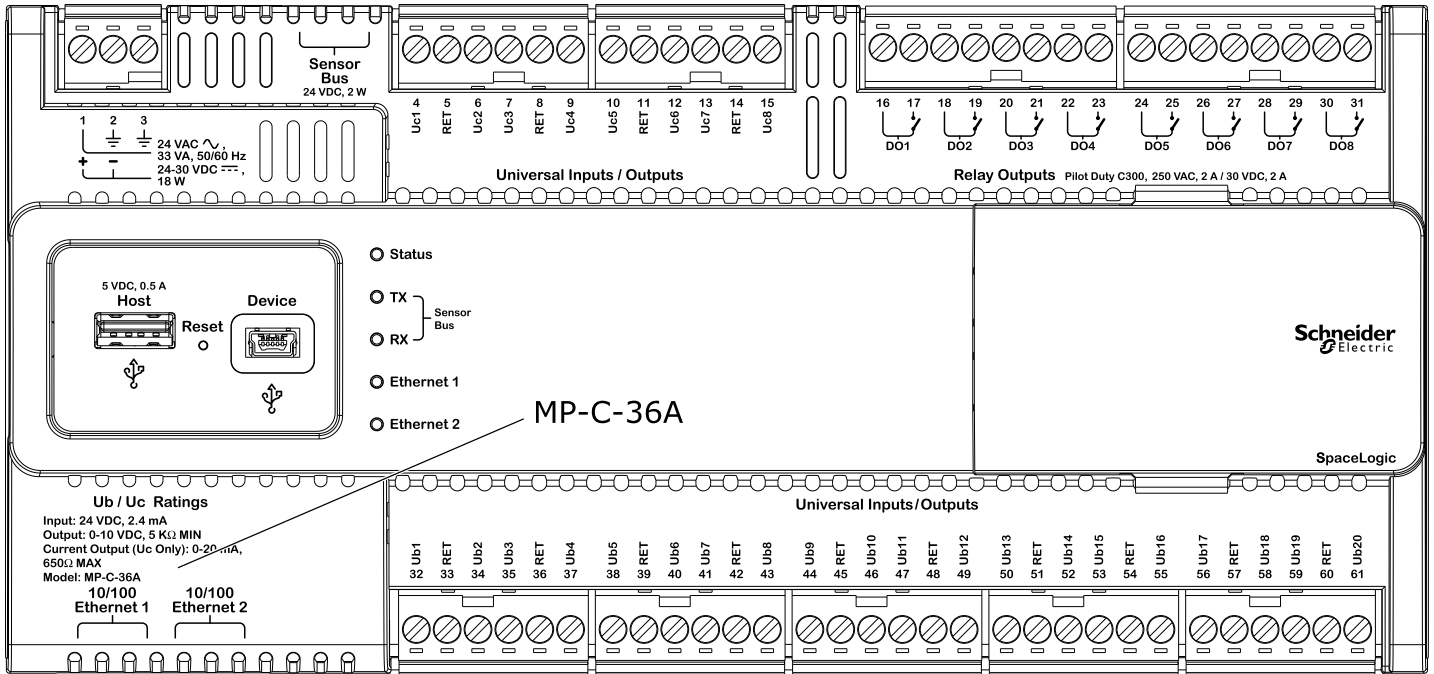 Sensor
Bus
24 VDC, 2 W
1 2 3
24 VAC ∿ ,
33 VA, 50/60 Hz
24-30 VDC ⎓ ,
18 W
+ −
4 5 6 7 8 9 10 11 12 13 14 15
Uc1 RET Uc2 Uc3 RET Uc4 Uc5 RET Uc6 Uc7 RET Uc8
Universal Inputs / Outputs
16 17 18 19 20 21 22 23 24 25 26 27 28 29 30 31
DO1 DO2 DO3 DO4 DO5 DO6 DO7 DO8
Relay Outputs Pilot Duty C300, 250 VAC, 2 A / 30 VDC, 2 A
5 VDC, 0.5 A
Host
Reset
Device
Status
TX
RX
Sensor
Bus
Ethernet 1
Ethernet 2
MP-C-36A
Schneider
Electric
SpaceLogic
Ub / Uc Ratings
Input: 24 VDC, 2.4 mA
Output: 0-10 VDC, 5 KΩ MIN
Current Output (Uc Only): 0-20 mA,
650Ω MAX
Model: MP-C-36A
10/100
Ethernet 1
10/100
Ethernet 2
Universal Inputs/Outputs
Ub1 RET Ub2 Ub3 RET Ub4 Ub5 RET Ub6 Ub7 RET Ub8 Ub9 RET Ub10 Ub11 RET Ub12 Ub13 RET Ub14 Ub15 RET Ub16 Ub17 RET Ub18 Ub19 RET Ub20
32 33 34 35 36 37 38 39 40 41 42 43 44 45 46 47 48 49 50 51 52 53 54 55 56 57 58 59 60 61